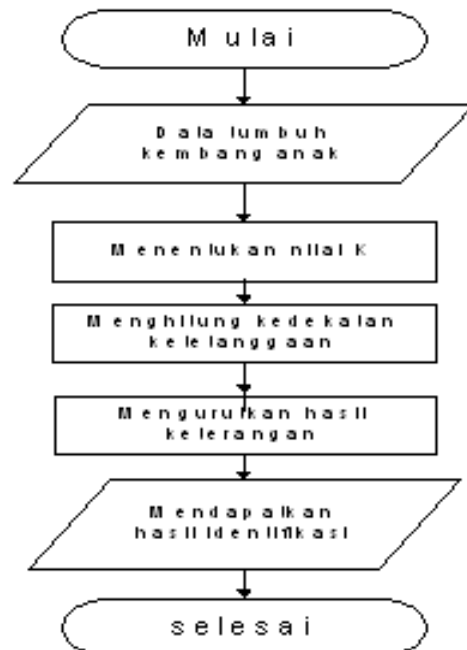 Mulai
Data tumbuh
kembang anak
Menentukan nilai K
Menghitung kedekatan
ketetanggaan
Mengurutkan hasil
keterangan
Mendapatkan
hasil identifikasi
selesai